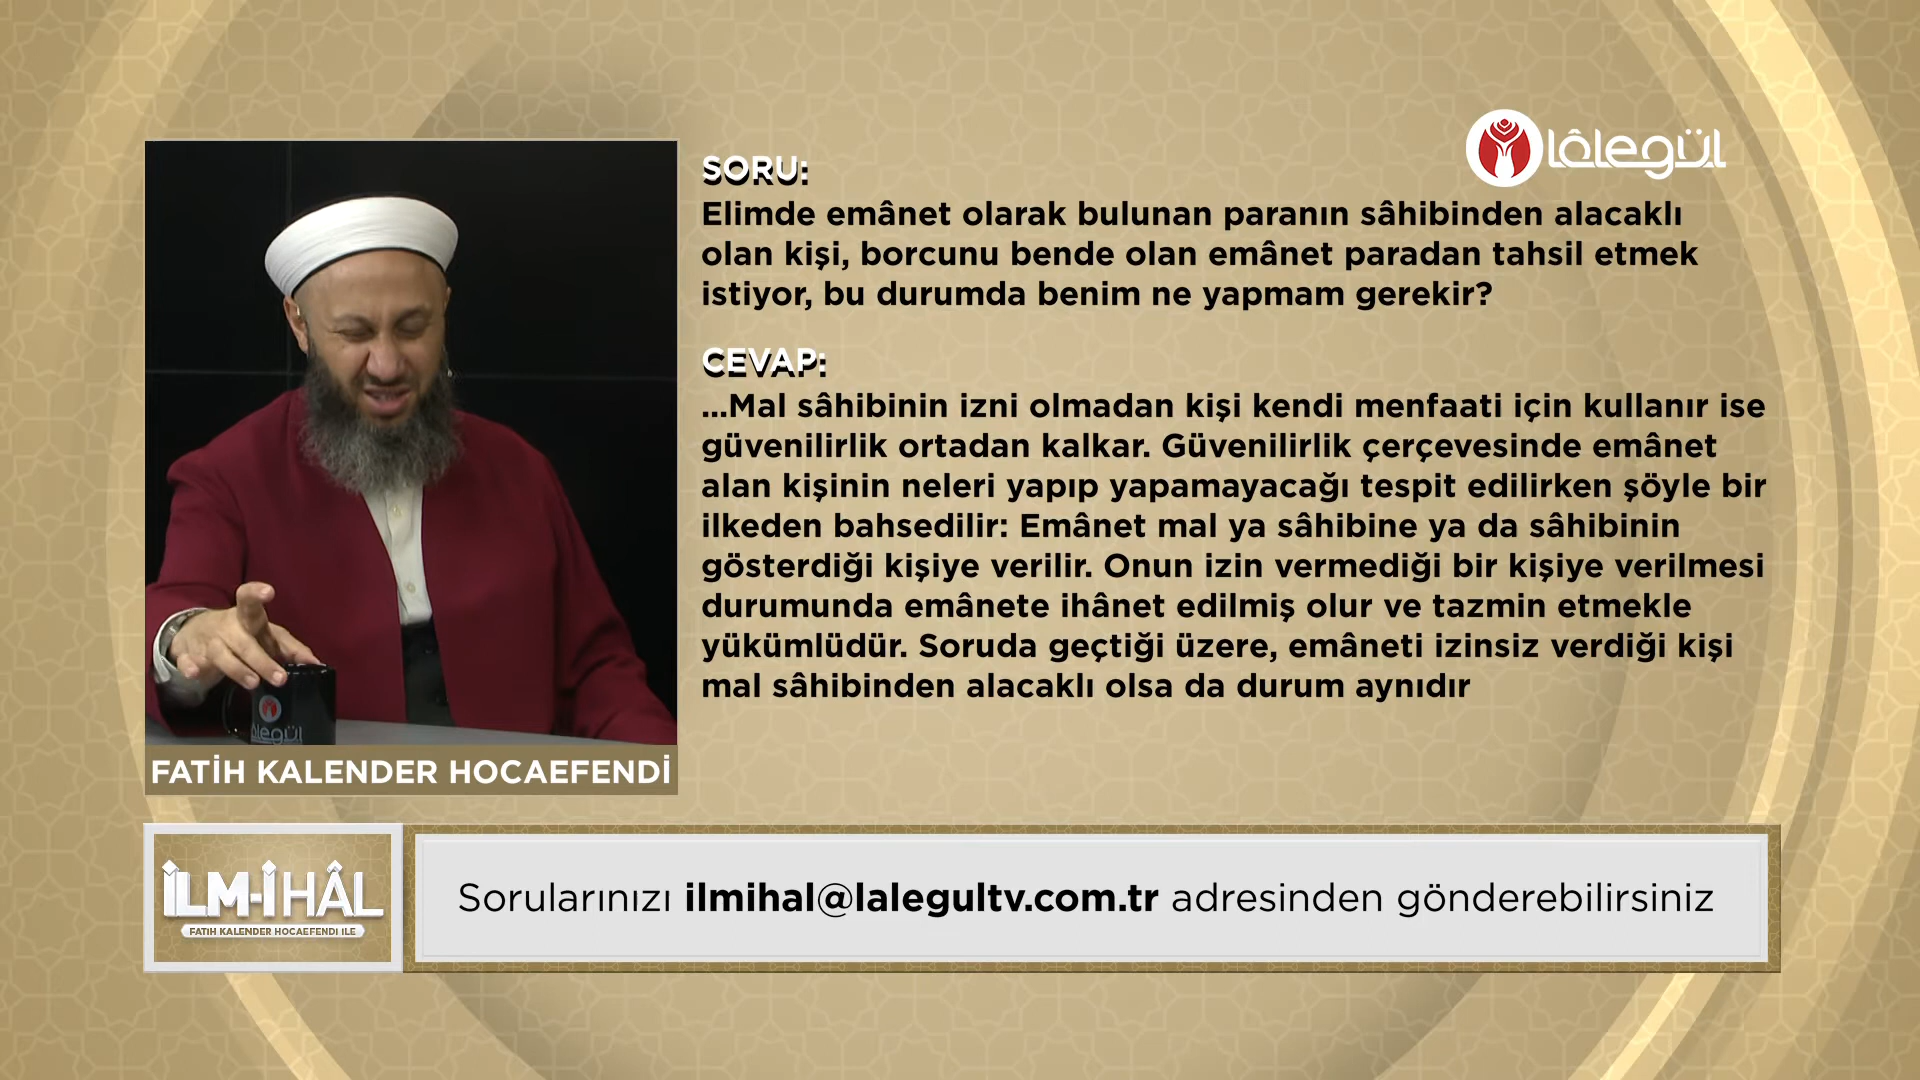 lâlegül
SORU:
Elimde emânet olarak bulunan paranın sâhibinden alacaklı
olan kişi, borcunu bende olan emânet paradan tahsil etmek
istiyor, bu durumda benim ne yapmam gerekir?
CEVAP:
...Mal sâhibinin izni olmadan kişi kendi menfaati için kullanır ise
güvenilirlik ortadan kalkar. Güvenilirlik çerçevesinde emânet
alan kişinin neleri yapıp yapamayacağı tespit edilirken şöyle bir
ilkeden bahsedilir: Emânet mal ya sâhibine ya da sâhibinin
gösterdiği kişiye verilir. Onun izin vermediği bir kişiye verilmesi
durumunda emânete ihânet edilmiş olur ve tazmin etmekle
yükümlüdür. Soruda geçtiği üzere, emâneti izinsiz verdiği kişi
mal sâhibinden alacaklı olsa da durum aynıdır
lâlegül
FATİH KALENDER HOCAEFENDİ
İLM-İHÂL
FATİH KALENDER HOCAEFENDİ İLE
Sorularınızı ilmihal@lalegultv.com.tr adresinden gönderebilirsiniz